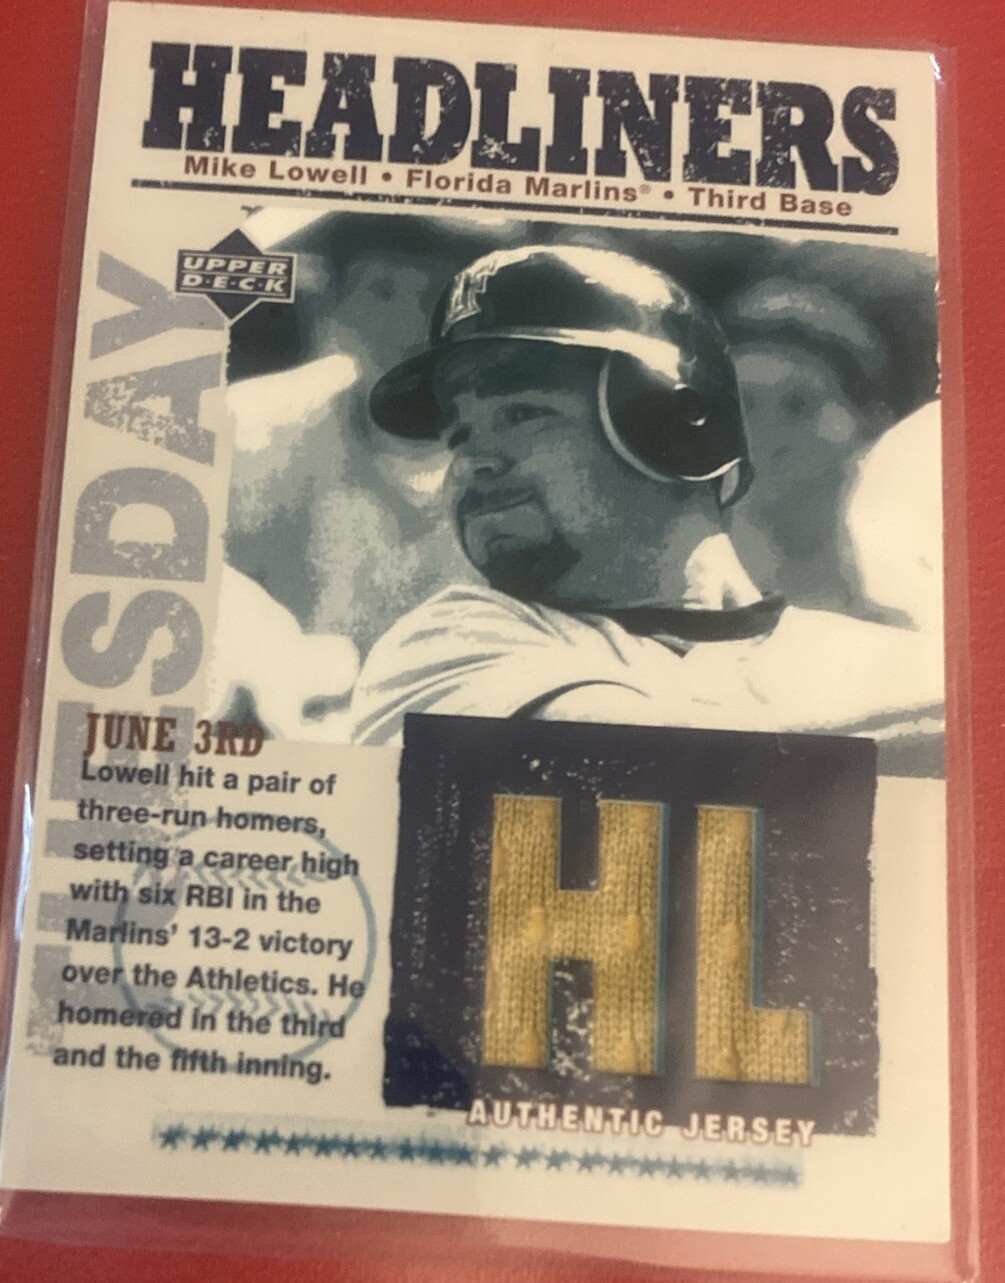 HEADLINERS
Mike Lowell • Florida Marlins® • Third Base
UPPER
D·E·C·K
F
TUESDAY
JUNE 3RD
Lowell hit a pair of
three-run homers,
setting a career high
with six RBI in the
Marlins' 13-2 victory
over the Athletics. He
homered in the third
and the fifth inning.
HL
AUTHENTIC JERSEY